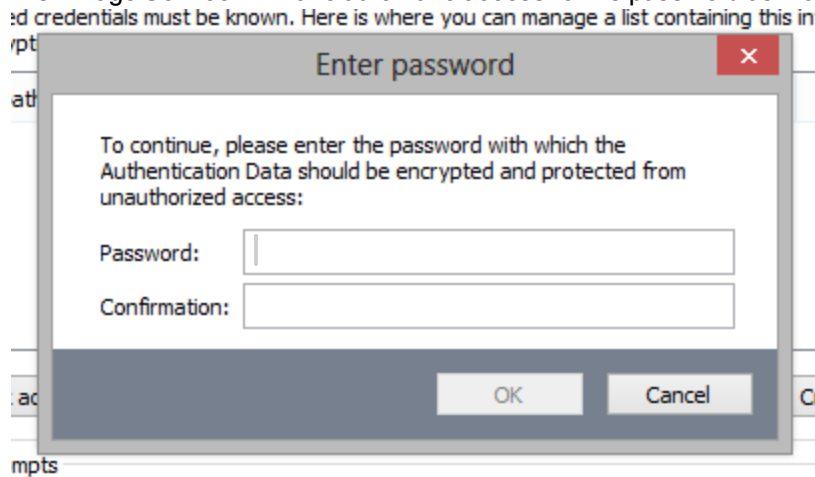 ed credentials must be known. Here is where you can manage a list containing this in
Enter password
To continue, please enter the password with which the
Authentication Data should be encrypted and protected from
unauthorized access:
Password:
Confirmation:
OK
Cancel